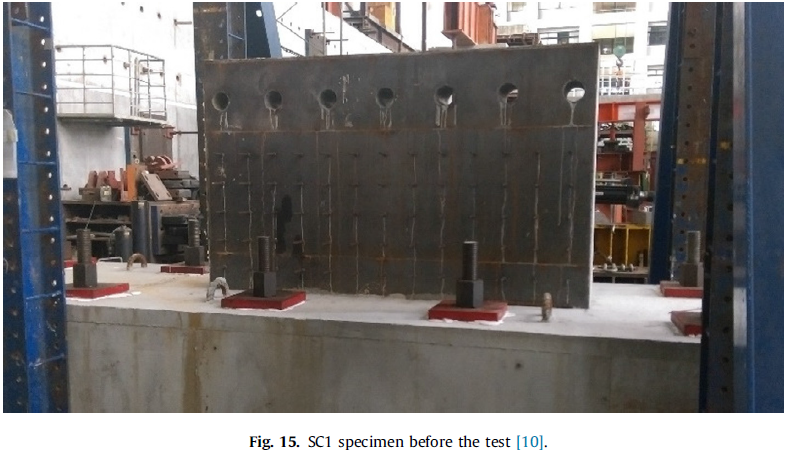 Fig. 15. SC1 specimen before the test [10].